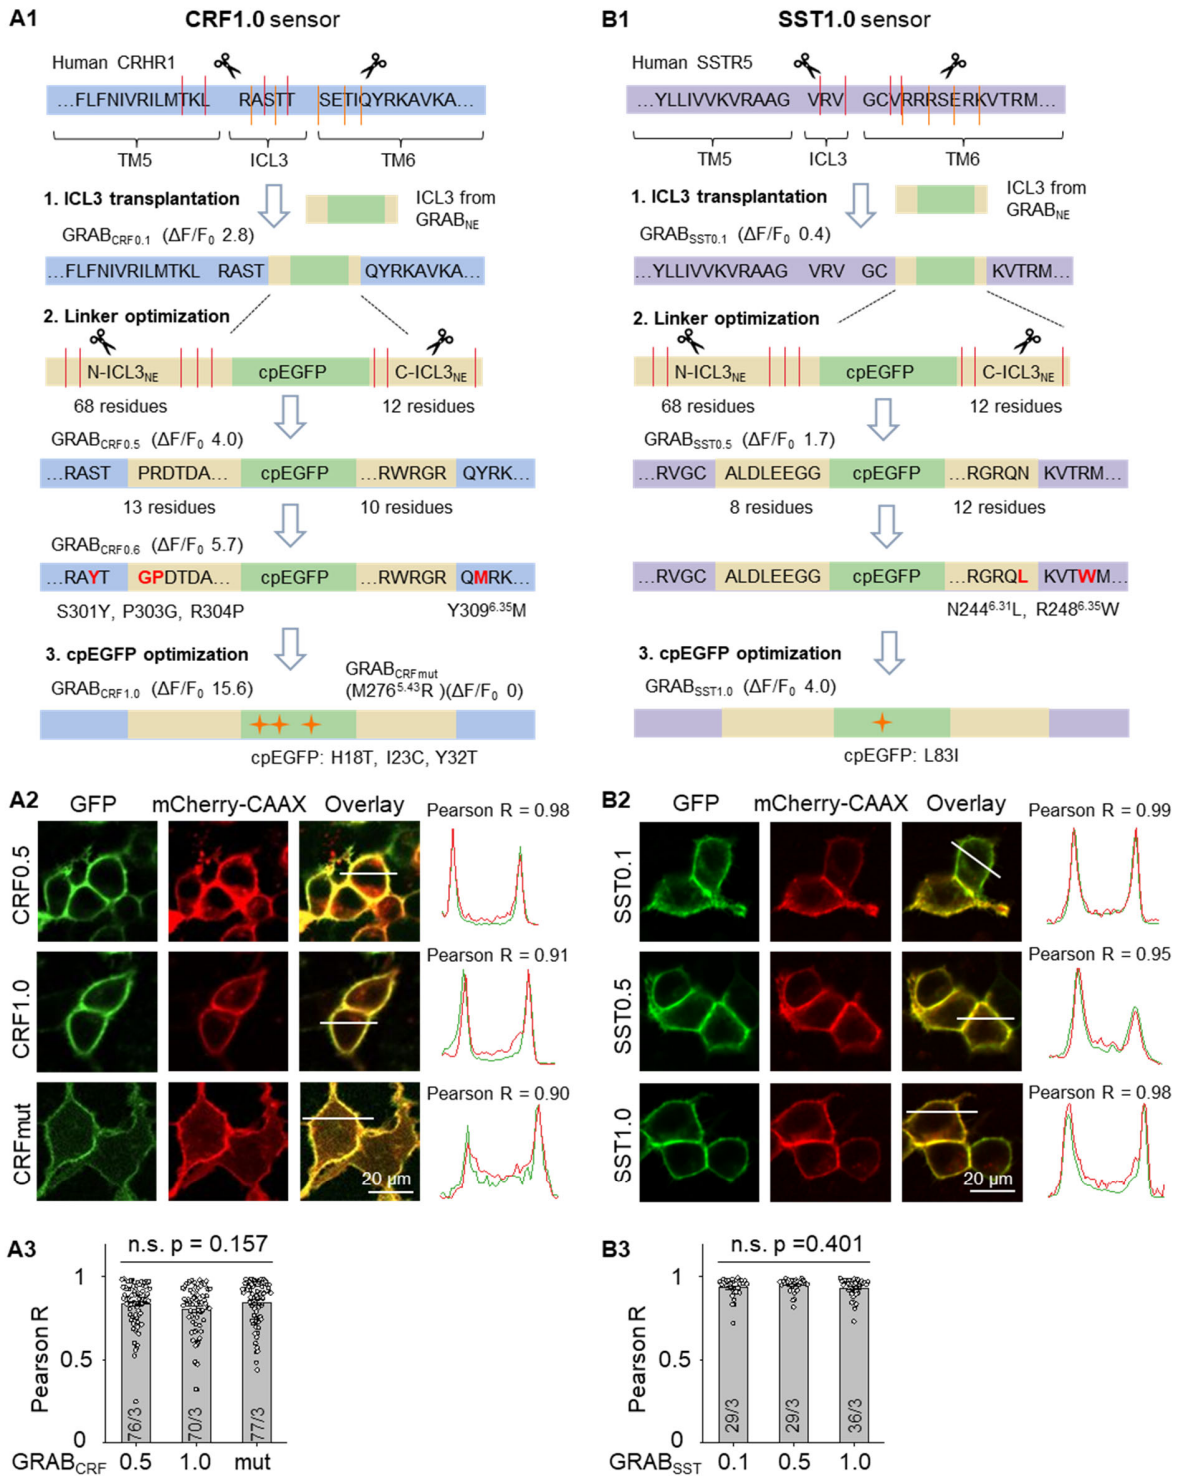 A1 CRF1.0 sensor
Human CRHR1
...FLFNIVRILMTKL RASTT SETIQYRKAVKA...
TM5 ICL3 TM6
1. ICL3 transplantation
ICL3 from
GRABNE
GRABCRF0.1 (ΔF/F0 2.8)
...FLFNIVRILMTKL RAST QYRKAVKA...
2. Linker optimization
N-ICL3NE cpEGFP C-ICL3NE
68 residues 12 residues
GRABCRF0.5 (ΔF/F0 4.0)
...RAST PRDTDA... cpEGFP ...RWRGR QYRK...
13 residues 10 residues
GRABCRF0.6 (ΔF/F0 5.7)
...RAYT GPDTDA... cpEGFP ...RWRGR QMRK...
S301Y, P303G, R304P Y309^6.35M
3. cpEGFP optimization
GRABCRFmut
GRABCRF1.0 (ΔF/F0 15.6) (M276^5.43R )(ΔF/F0 0)
cpEGFP: H18T, I23C, Y32T
B1 SST1.0 sensor
Human SSTR5
...YLLIVVKVRAAG VRV GCVRRRSERKVTRM...
TM5 ICL3 TM6
1. ICL3 transplantation
ICL3 from
GRABNE
GRABSST0.1 (ΔF/F0 0.4)
...YLLIVVKVRAAG VRV GC KVTRM...
2. Linker optimization
N-ICL3NE cpEGFP C-ICL3NE
68 residues 12 residues
GRABSST0.5 (ΔF/F0 1.7)
...RVGC ALDLEEGG cpEGFP ...RGRQN KVTRM...
8 residues 12 residues
...RVGC ALDLEEGG cpEGFP ...RGRQL KVTWM...
N244^6.31L, R248^6.35W
3. cpEGFP optimization
GRABSST1.0 (ΔF/F0 4.0)
cpEGFP: L83I
A2 GFP mCherry-CAAX Overlay
Pearson R = 0.98
CRF0.5
Pearson R = 0.91
CRF1.0
Pearson R = 0.90
CRFmut
20 µm
B2 GFP mCherry-CAAX Overlay
Pearson R = 0.99
SST0.1
Pearson R = 0.95
SST0.5
Pearson R = 0.98
SST1.0
20 µm
A3 n.s. p = 0.157
Pearson R
1
0.5
0
76/3 70/3 77/3
GRABCRF 0.5 1.0 mut
B3 n.s. p =0.401
Pearson R
1
0.5
0
29/3 29/3 36/3
GRABSST 0.1 0.5 1.0